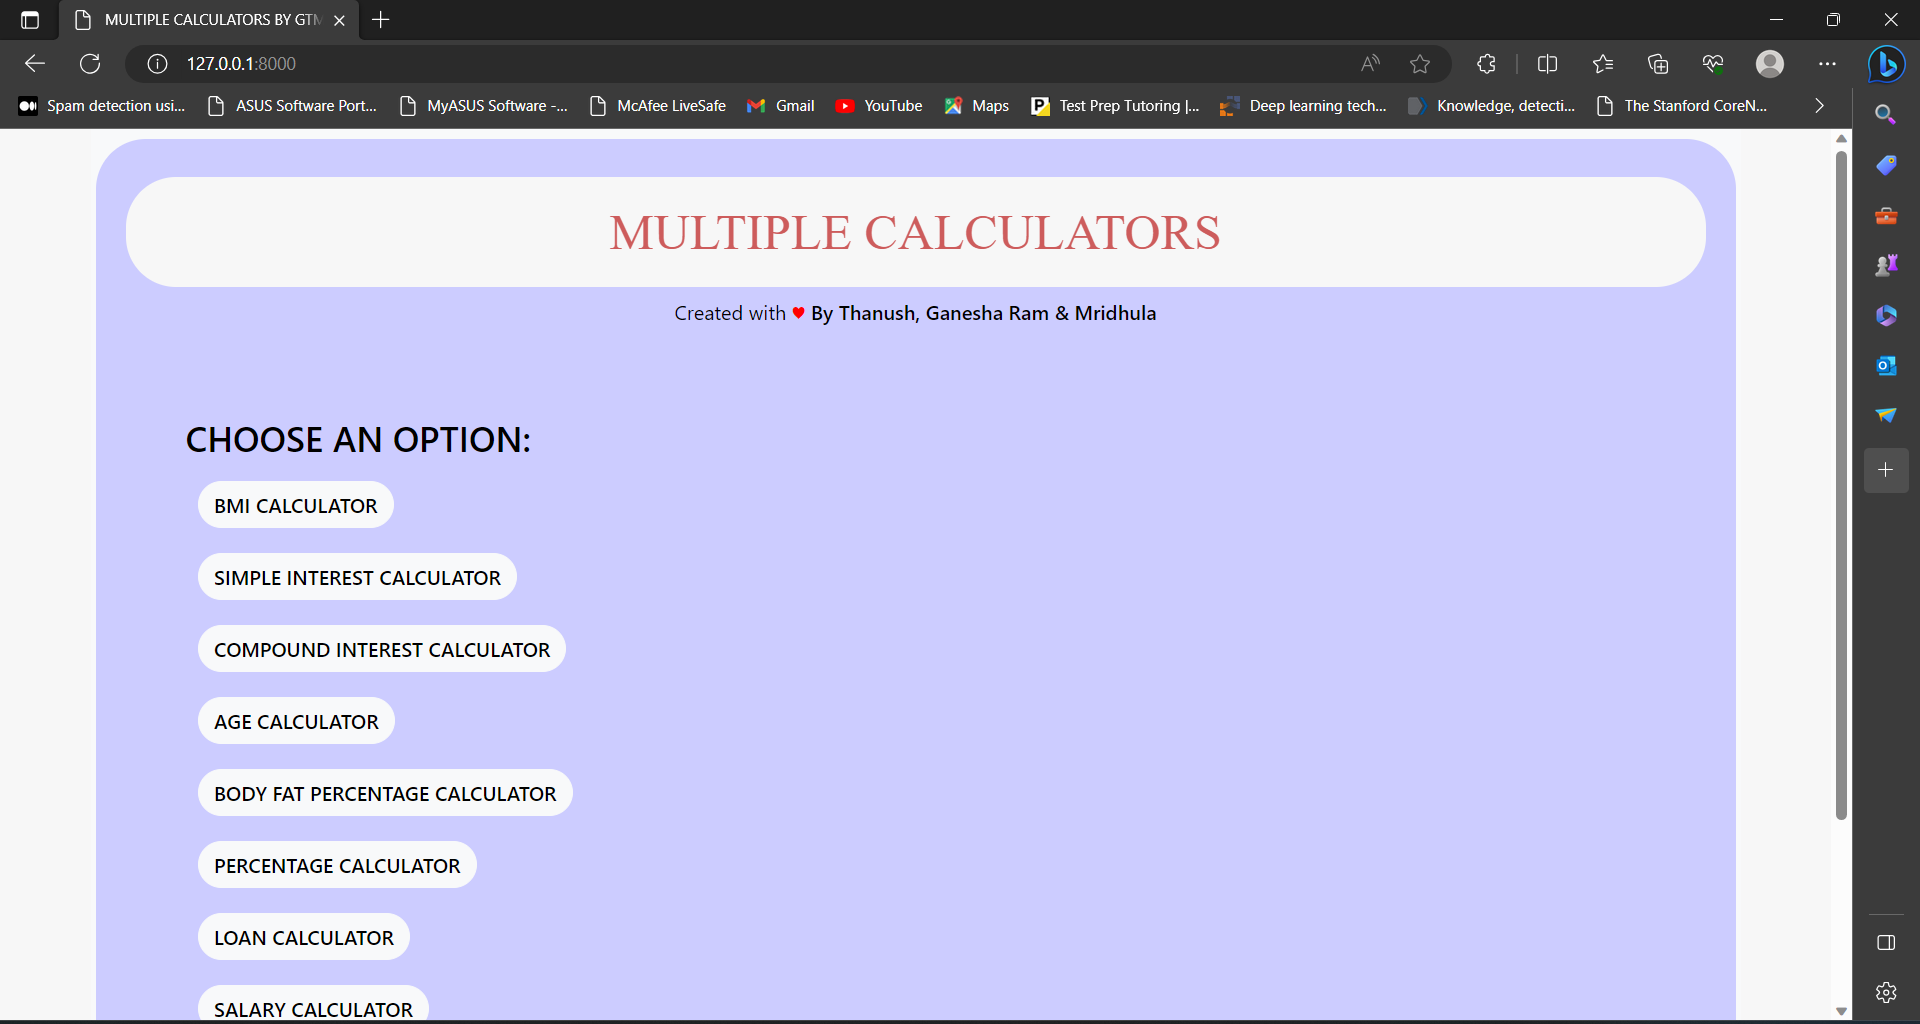 MULTIPLE CALCULATORS BY GTM
127.0.0.1:8000
Spam detection usi... ASUS Software Port... MyASUS Software -... McAfee LiveSafe Gmail YouTube Maps Test Prep Tutoring |... Deep learning tech... Knowledge, detecti... The Stanford CoreN...
MULTIPLE CALCULATORS
Created with ♥ By Thanush, Ganesha Ram & Mridhula
CHOOSE AN OPTION:
BMI CALCULATOR
SIMPLE INTEREST CALCULATOR
COMPOUND INTEREST CALCULATOR
AGE CALCULATOR
BODY FAT PERCENTAGE CALCULATOR
PERCENTAGE CALCULATOR
LOAN CALCULATOR
SALARY CALCULATOR